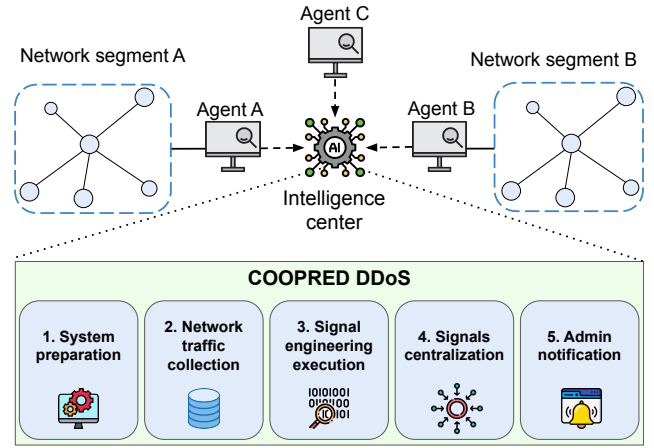 Agent C
Network segment A
Network segment B
Agent A
Agent B
AI
Intelligence
center
COOPRED DDoS
1. System
preparation
2. Network
traffic
collection
3. Signal
engineering
execution
4. Signals
centralization
5. Admin
notification